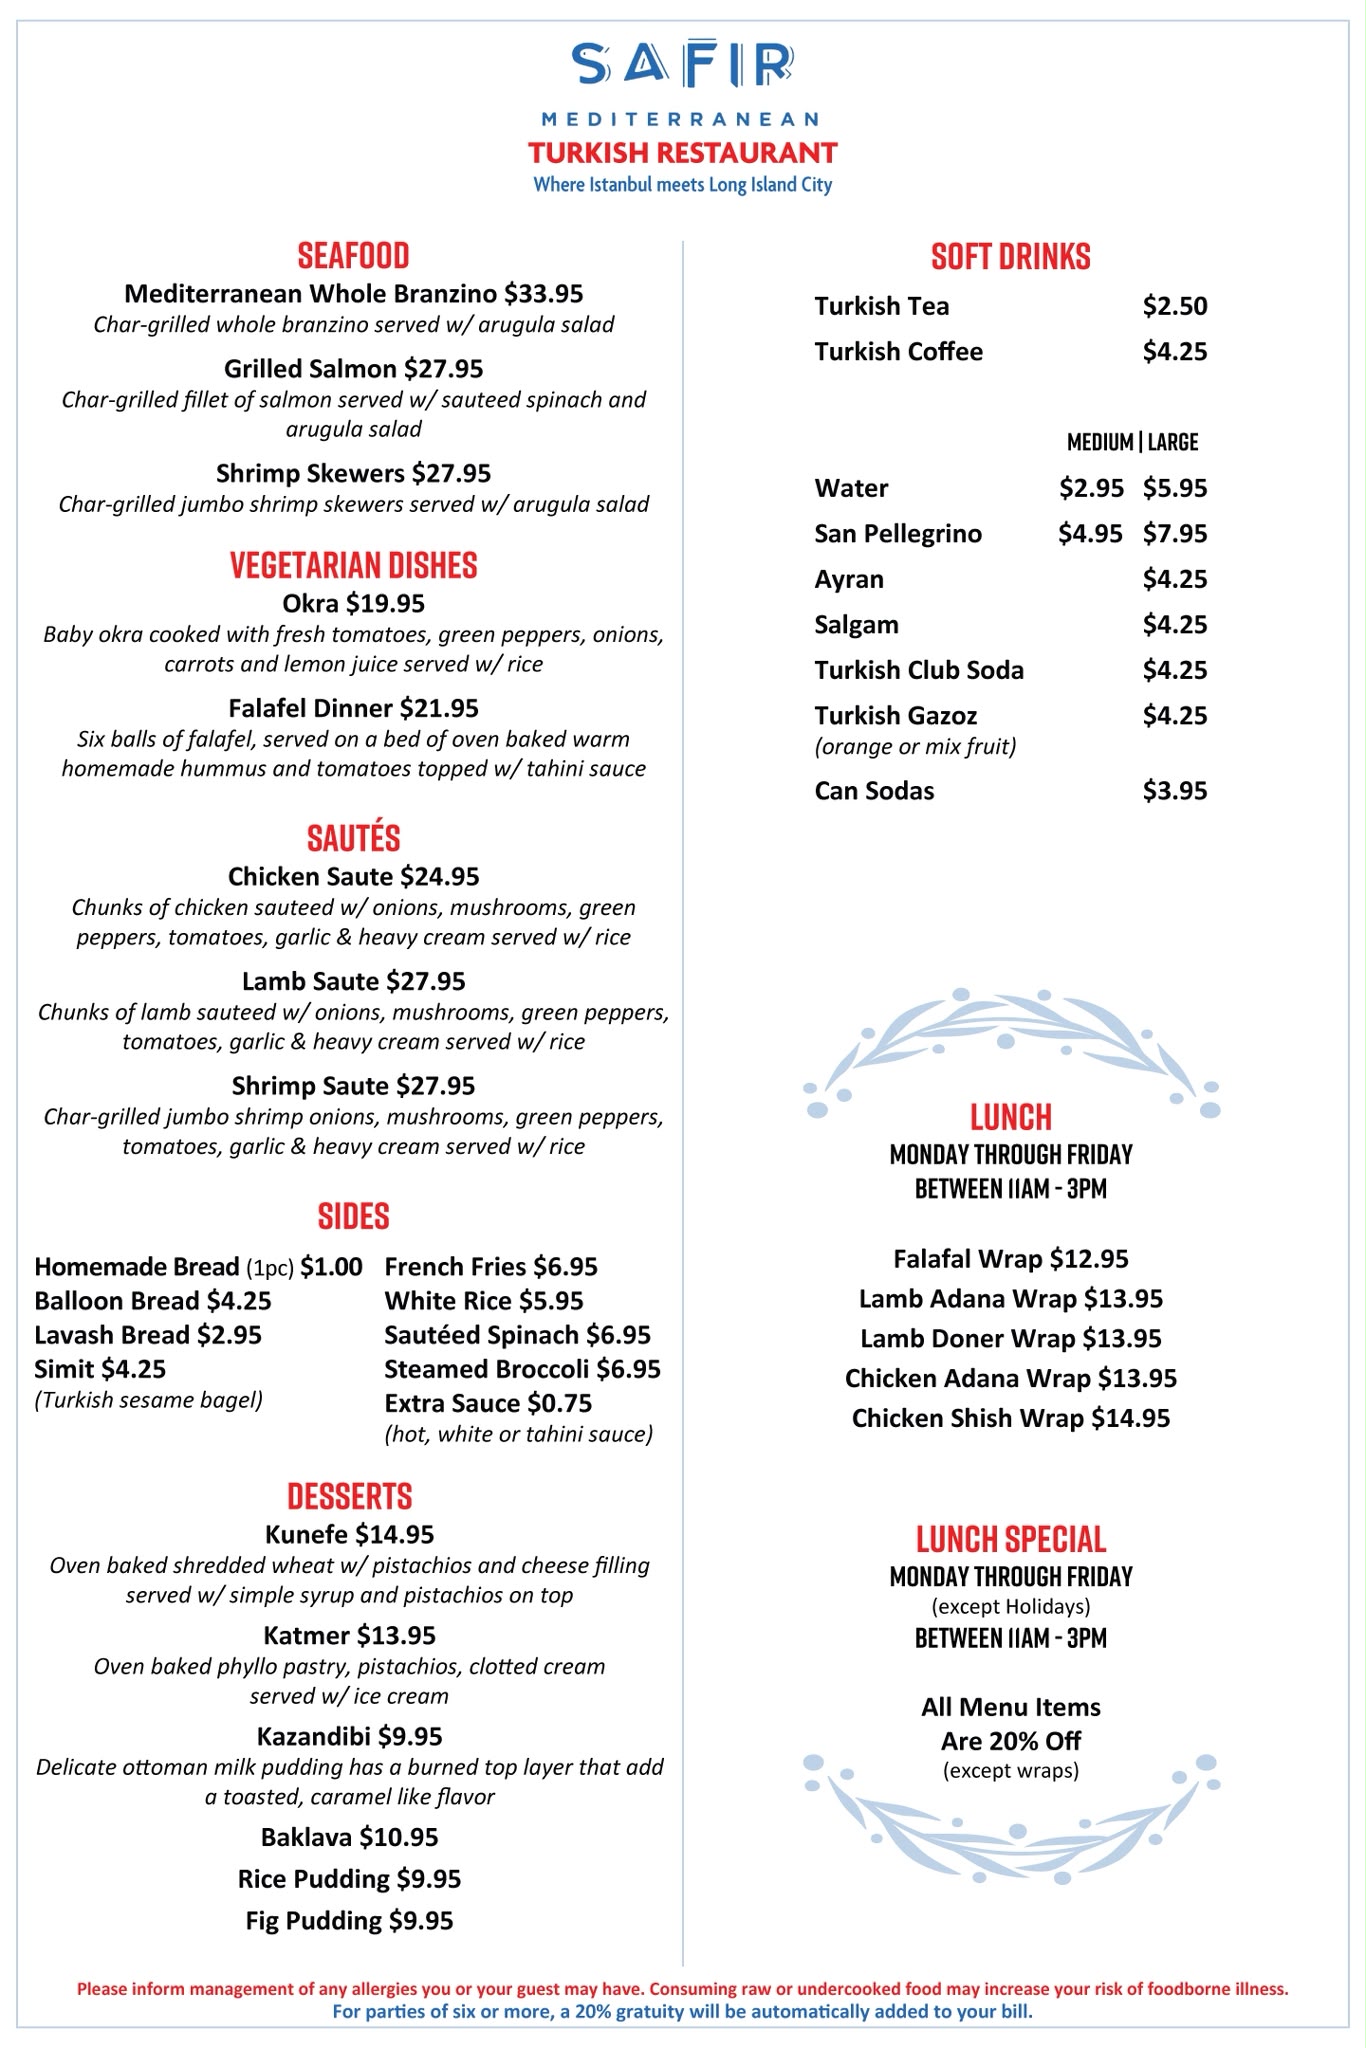 SAFIR
MEDITERRANEAN
TURKISH RESTAURANT
Where Istanbul meets Long Island City
SEAFOOD
Mediterranean Whole Branzino $33.95
Char-grilled whole branzino served w/ arugula salad
Grilled Salmon $27.95
Char-grilled fillet of salmon served w/ sauteed spinach and
arugula salad
Shrimp Skewers $27.95
Char-grilled jumbo shrimp skewers served w/ arugula salad
VEGETARIAN DISHES
Okra $19.95
Baby okra cooked with fresh tomatoes, green peppers, onions,
carrots and lemon juice served w/ rice
Falafel Dinner $21.95
Six balls of falafel, served on a bed of oven baked warm
homemade hummus and tomatoes topped w/ tahini sauce
SAUTÉS
Chicken Saute $24.95
Chunks of chicken sauteed w/ onions, mushrooms, green
peppers, tomatoes, garlic & heavy cream served w/ rice
Lamb Saute $27.95
Chunks of lamb sauteed w/ onions, mushrooms, green peppers,
tomatoes, garlic & heavy cream served w/ rice
Shrimp Saute $27.95
Char-grilled jumbo shrimp onions, mushrooms, green peppers,
tomatoes, garlic & heavy cream served w/ rice
SIDES
Homemade Bread (1pc) $1.00
Balloon Bread $4.25
Lavash Bread $2.95
Simit $4.25
(Turkish sesame bagel)
French Fries $6.95
White Rice $5.95
Sautéed Spinach $6.95
Steamed Broccoli $6.95
Extra Sauce $0.75
(hot, white or tahini sauce)
DESSERTS
Kunefe $14.95
Oven baked shredded wheat w/ pistachios and cheese filling
served w/ simple syrup and pistachios on top
Katmer $13.95
Oven baked phyllo pastry, pistachios, clotted cream
served w/ ice cream
Kazandibi $9.95
Delicate ottoman milk pudding has a burned top layer that add
a toasted, caramel like flavor
Baklava $10.95
Rice Pudding $9.95
Fig Pudding $9.95
SOFT DRINKS
Turkish Tea $2.50
Turkish Coffee $4.25
MEDIUM | LARGE
Water $2.95 $5.95
San Pellegrino $4.95 $7.95
Ayran $4.25
Salgam $4.25
Turkish Club Soda $4.25
Turkish Gazoz $4.25
(orange or mix fruit)
Can Sodas $3.95
LUNCH
MONDAY THROUGH FRIDAY
BETWEEN 11AM - 3PM
Falafal Wrap $12.95
Lamb Adana Wrap $13.95
Lamb Doner Wrap $13.95
Chicken Adana Wrap $13.95
Chicken Shish Wrap $14.95
LUNCH SPECIAL
MONDAY THROUGH FRIDAY
(except Holidays)
BETWEEN 11AM - 3PM
All Menu Items
Are 20% Off
(except wraps)
Please inform management of any allergies you or your guest may have. Consuming raw or undercooked food may increase your risk of foodborne illness.
For parties of six or more, a 20% gratuity will be automatically added to your bill.